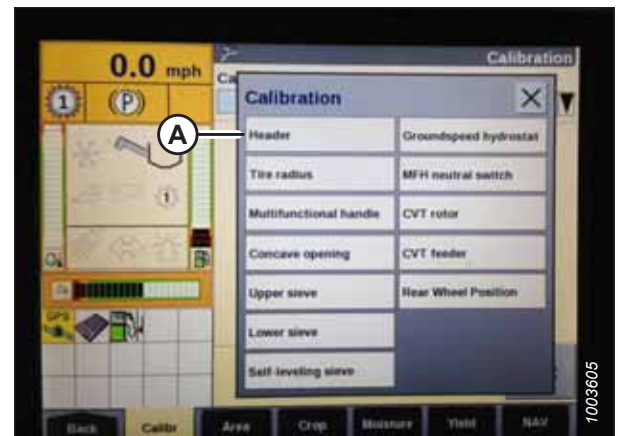 0.0 mph
Calibration
Ca
1
(P)
Calibration
X
A
Header
Groundspeed hydrostat
Tire radius
MFH neutral switch
1
Multifunctional handle
CVT rotor
Concave opening
CVT feeder
Upper sieve
Rear Wheel Position
Lower sieve
GPS
Self-leveling sieve
Back
Calibr
Area
Crop
Moisture
Yield
NAV
1003605